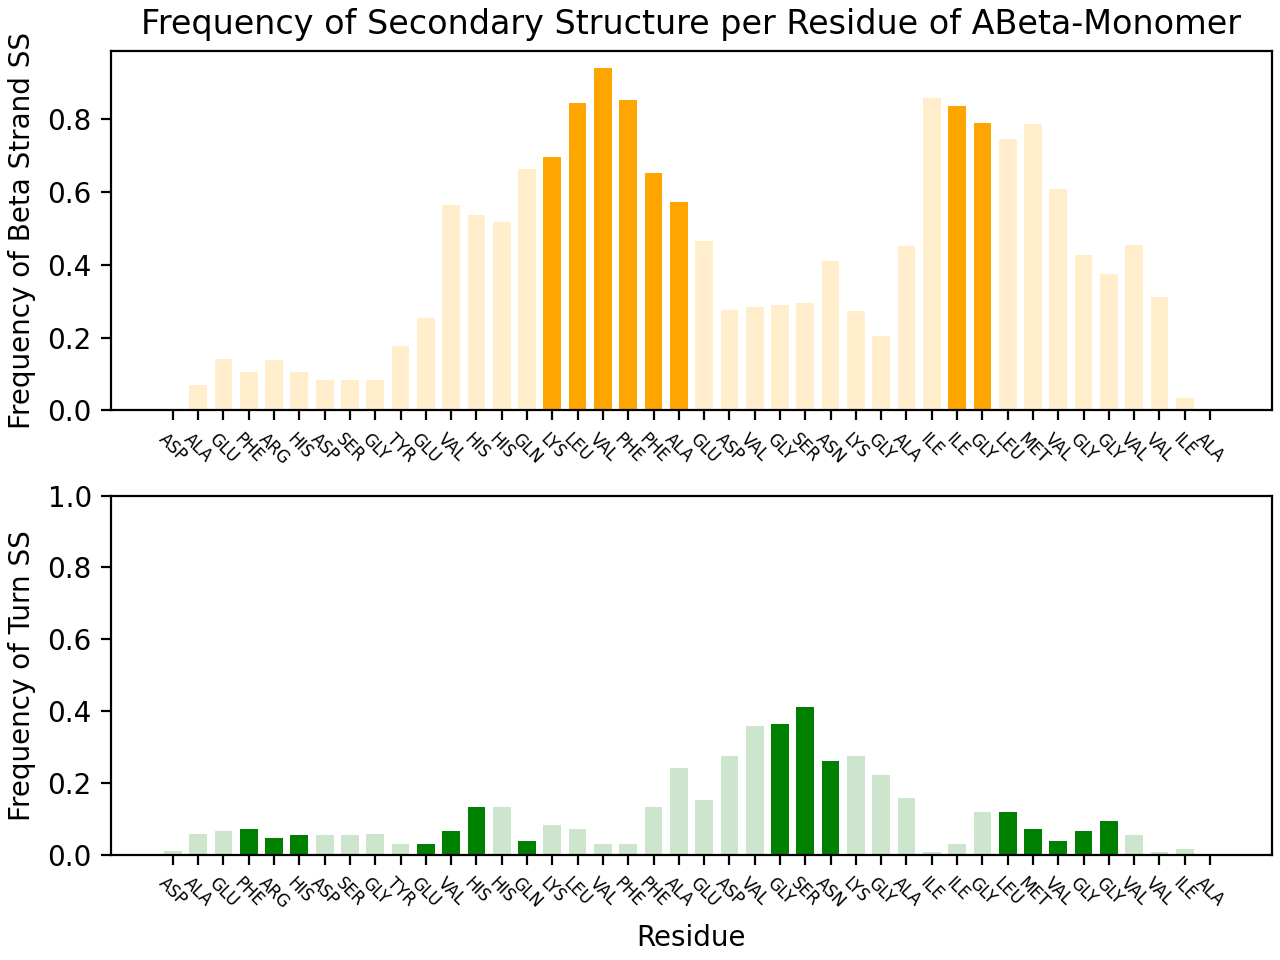 Frequency of Secondary Structure per Residue of ABeta-Monomer
Frequency of Beta Strand SS
0.8
0.6
0.4
0.2
0.0
ASP ALA GLU PHE ARG HIS ASP SER GLY TYR GLU VAL HIS HIS GLN LYS LEU VAL PHE PHE ALA GLU ASP VAL GLY SER ASN LYS GLY ALA ILE ILE GLY LEU MET VAL GLY GLY VAL VAL ILE ALA
Frequency of Turn SS
1.0
0.8
0.6
0.4
0.2
0.0
ASP ALA GLU PHE ARG HIS ASP SER GLY TYR GLU VAL HIS HIS GLN LYS LEU VAL PHE PHE ALA GLU ASP VAL GLY SER ASN LYS GLY ALA ILE ILE GLY LEU MET VAL GLY GLY VAL VAL ILE ALA
Residue